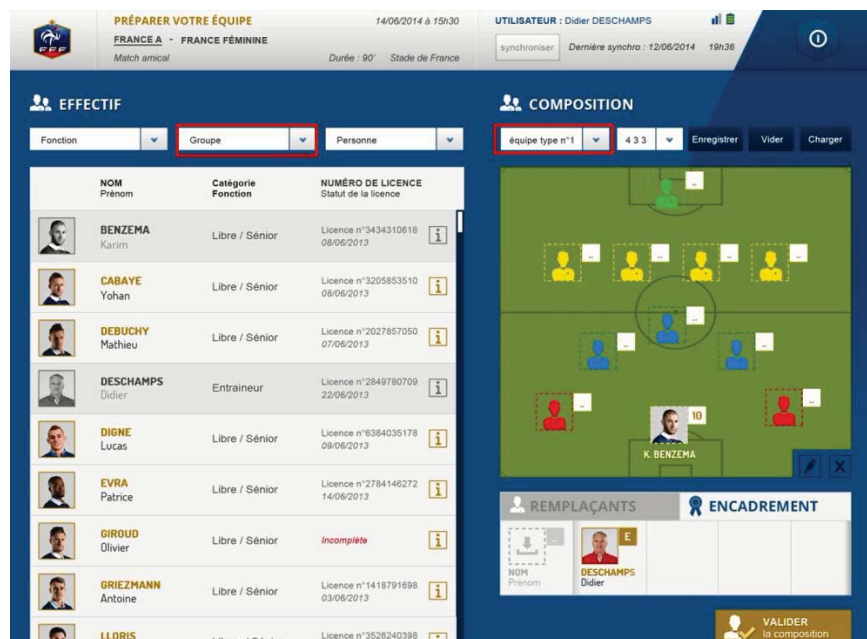 FFF
PRÉPARER VOTRE ÉQUIPE
14/06/2014 à 15h30
FRANCE A - FRANCE FÉMININE
Match amical
Durée : 90' Stade de France
UTILISATEUR : Didier DESCHAMPS
synchroniser
Dernière synchro : 12/06/2014 19h36
EFFECTIF
Fonction
Groupe
Personne
NOM
Prénom
Catégorie
Fonction
NUMÉRO DE LICENCE
Statut de la licence
BENZEMA
Karim
Libre / Sénior
Licence n°3434310618
08/06/2013
i
CABAYE
Yohan
Libre / Sénior
Licence n°3205853510
08/06/2013
i
DEBUCHY
Mathieu
Libre / Sénior
Licence n°2027857050
07/06/2013
i
DESCHAMPS
Didier
Entraineur
Licence n°2849780709
22/06/2013
i
DIGNE
Lucas
Libre / Sénior
Licence n°6384035178
09/06/2013
i
EVRA
Patrice
Libre / Sénior
Licence n°2784146272
14/06/2013
i
GIROUD
Olivier
Libre / Sénior
Incomplète
i
GRIEZMANN
Antoine
Libre / Sénior
Licence n°1418791698
03/06/2013
i
LLORIS
Licence n°3526240398
COMPOSITION
équipe type n°1
4 3 3
Enregistrer
Vider
Charger
..
..
..
..
..
..
..
..
..
..
10
K. BENZEMA
REMPLAÇANTS
ENCADREMENT
..
NOM
Prénom
E
DESCHAMPS
Didier
VALIDER
la composition